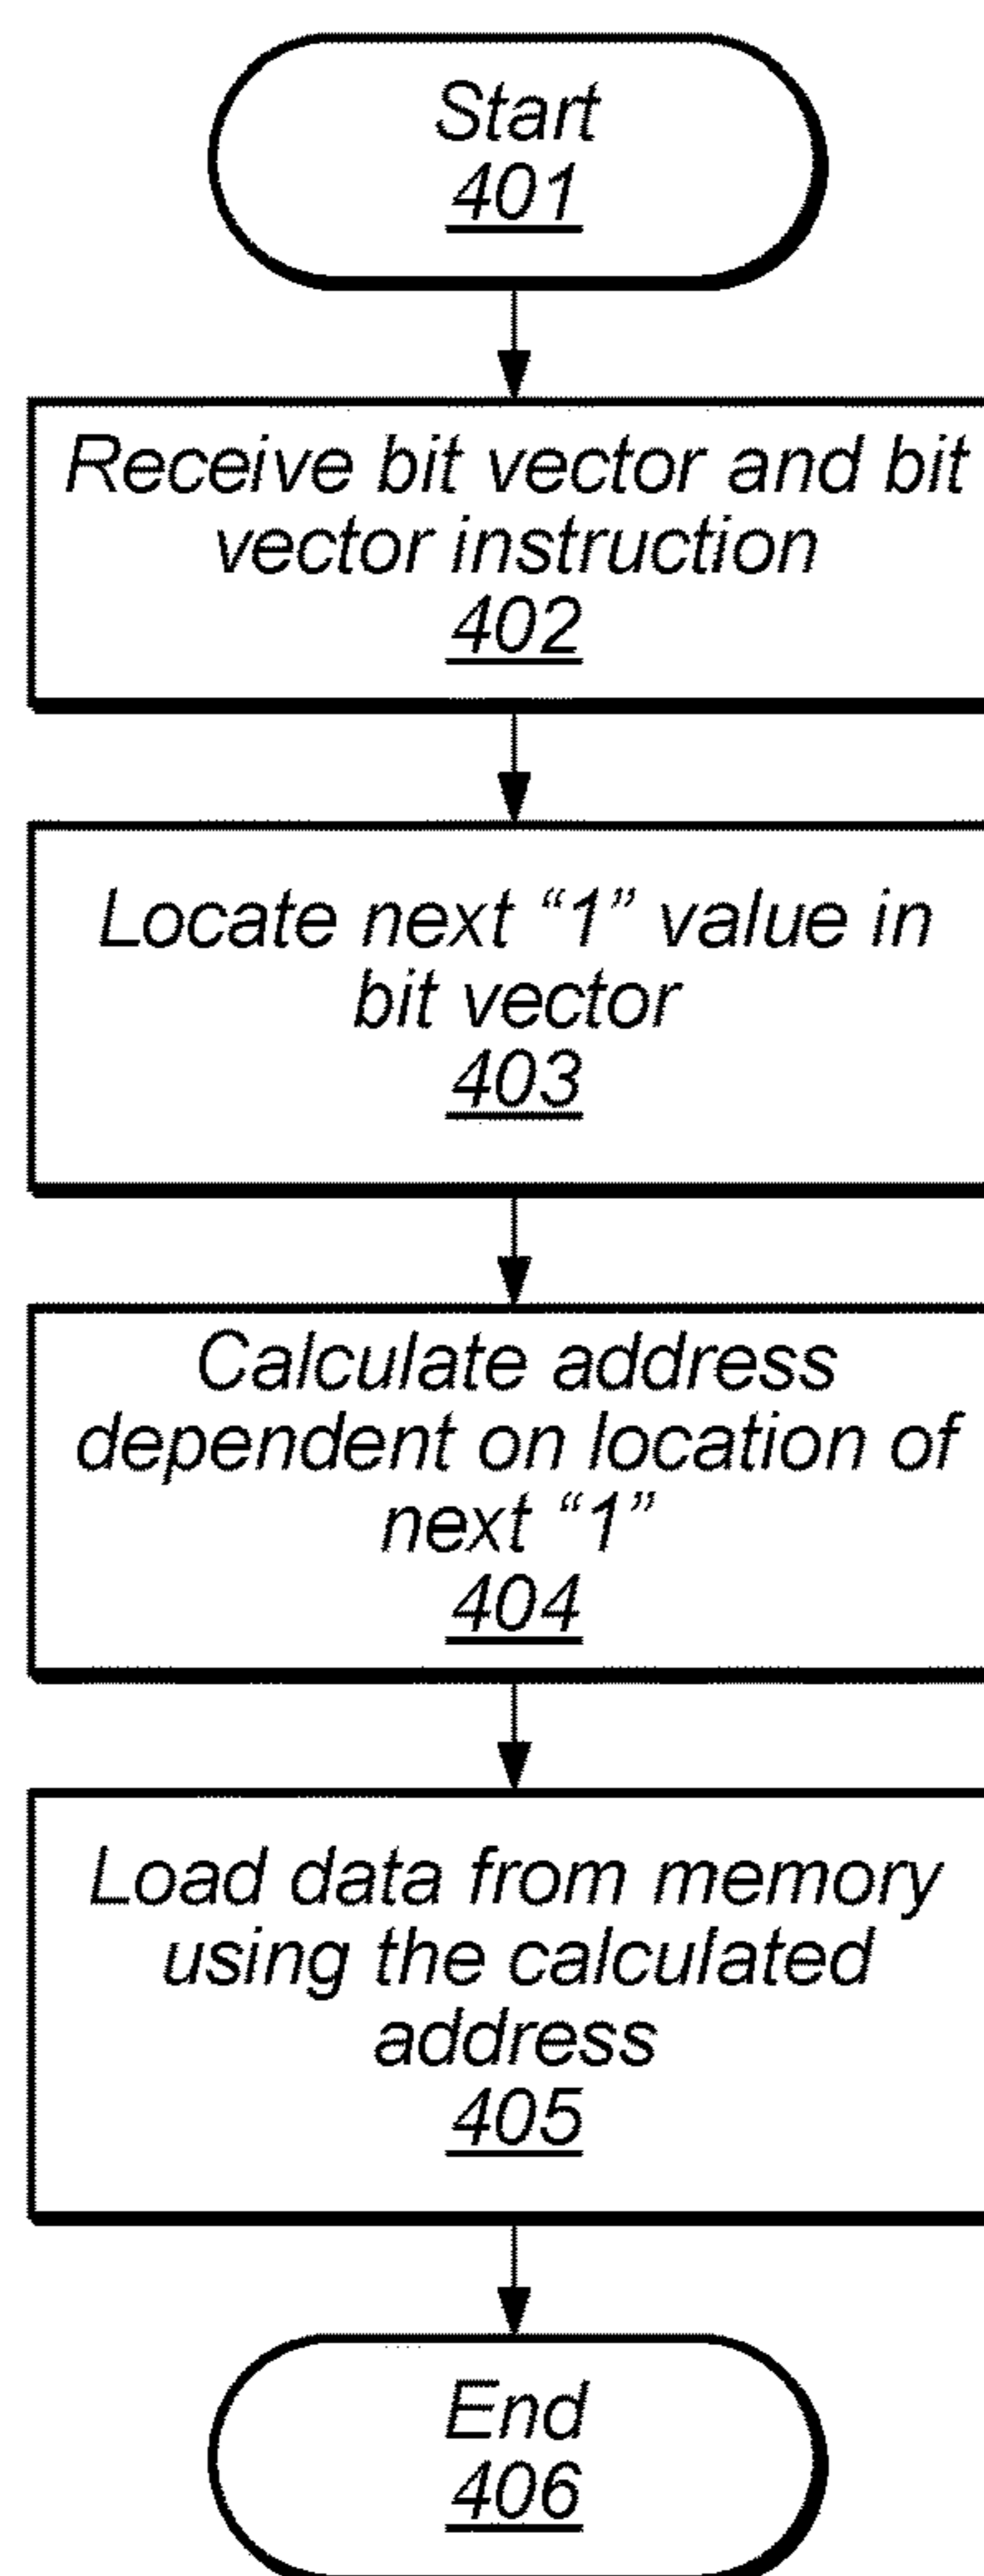 Start
401
Receive bit vector and bit
vector instruction
402
Locate next “1” value in
bit vector
403
Calculate address
dependent on location of
next “1”
404
Load data from memory
using the calculated
address
405
End
406